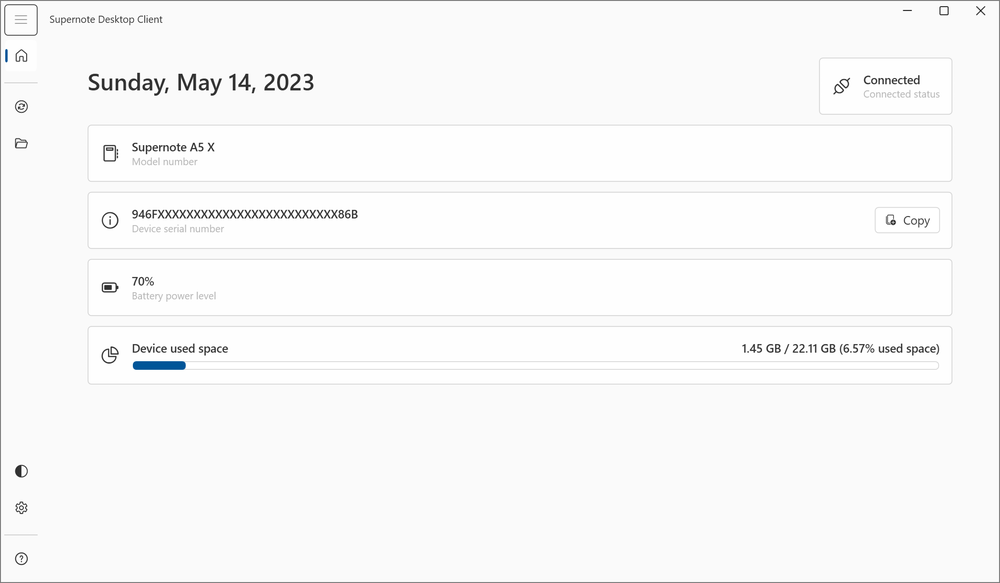 Supernote Desktop Client
Sunday, May 14, 2023
Connected
Connected status
Supernote A5 X
Model number
946FXXXXXXXXXXXXXXXXXXXXXXXXX86B
Device serial number
Copy
70%
Battery power level
Device used space
1.45 GB / 22.11 GB (6.57% used space)